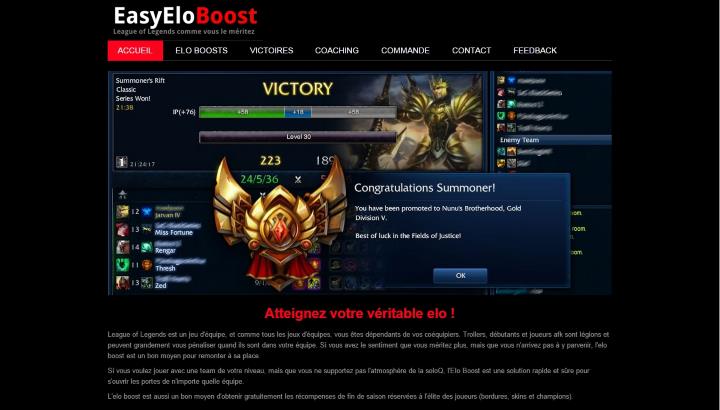 EasyEloBoost
League of Legends comme vous le méritez
ACCUEIL ELO BOOSTS VICTOIRES COACHING COMMANDE CONTACT FEEDBACK
Summoner's Rift
Classic
Series Won!
21:38
VICTORY
IP(+76) +58 +18 +58
Level 30
Enemy Team
21:24:17
223 189
24/5/36
Congratulations Summoner!
You have been promoted to Nunu's Brotherhood, Gold
Division V.
Best of luck in the Fields of Justice!
OK
12 Jarvan IV
13 Miss Fortune
14 Rengar
11 Thresh
13 Zed
oom.
room.
room.
oom.
Atteignez votre véritable elo !
League of Legends est un jeu d'équipe, et comme tous les jeux d'équipes, vous êtes dépendants de vos coéquipiers. Trollers, débutants et joueurs afk sont légions et
peuvent grandement vous pénaliser quand ils sont dans votre équipe. Si vous avez le sentiment que vous méritez plus, mais que vous n'arrivez pas à y parvenir, l'elo
boost est un bon moyen pour remonter à sa place
Si vous voulez jouer avec une team de votre niveau, mais que vous ne supportez pas l'atmosphère de la soloQ, l'Elo Boost est une solution rapide et sûre pour
s'ouvrir les portes de n'importe quelle équipe.
L'elo boost est aussi un bon moyen d'obtenir gratuitement les récompenses de fin de saison réservées à l'élite des joueurs (bordures, skins et champions).